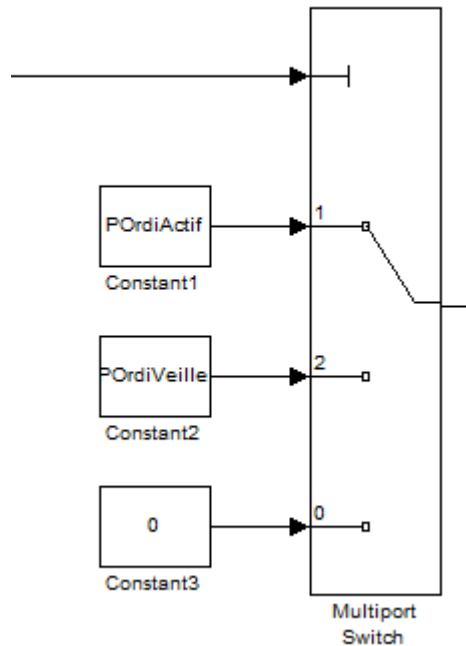 1
POrdiActif
Constant1
2
POrdiVeille
Constant2
0
0
Constant3
Multiport
Switch